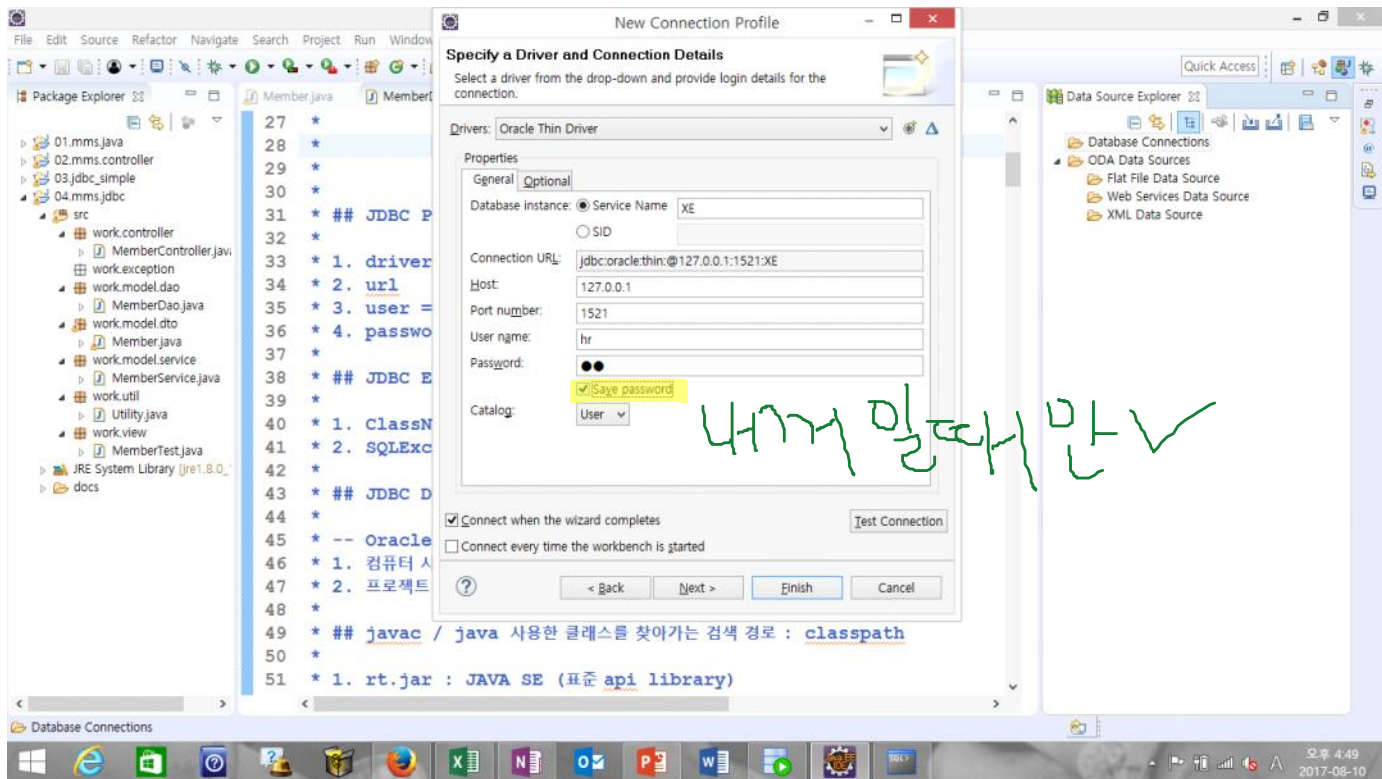 New Connection Profile
File Edit Source Refactor Navigate Search Project Run Window
Quick Access
Package Explorer
01.mms.java
02.mms.controller
03.jdbc_simple
04.mms.jdbc
src
work.controller
MemberController.jav
work.exception
work.model.dao
MemberDao.java
work.model.dto
Member.java
work.model.service
MemberService.java
work.util
Utility.java
work.view
MemberTest.java
JRE System Library [jre1.8.0_
docs
Member.java
27 *
28 *
29 *
30 *
31 * ## JDBC P
32 *
33 * 1. driver
34 * 2. url
35 * 3. user =
36 * 4. passwo
37 *
38 * ## JDBC E
39 *
40 * 1. ClassN
41 * 2. SQLExc
42 *
43 * ## JDBC D
44 *
45 * -- Oracle
46 * 1. 컴퓨터 시
47 * 2. 프로젝트
48 *
49 * ## javac / java 사용한 클래스를 찾아가는 검색 경로 : classpath
50 *
51 * 1. rt.jar : JAVA SE (표준 api library)
Specify a Driver and Connection Details
Select a driver from the drop-down and provide login details for the
connection.
Drivers: Oracle Thin Driver
Properties
General Optional
Database instance: Service Name XE
SID
Connection URL: jdbc:oracle:thin:@127.0.0.1:1521:XE
Host: 127.0.0.1
Port number: 1521
User name: hr
Password: ●●
Save password
Catalog: User
내거 일때만 ✓
Connect when the wizard completes
Test Connection
Connect every time the workbench is started
< Back Next > Finish Cancel
Data Source Explorer
Database Connections
ODA Data Sources
Flat File Data Source
Web Services Data Source
XML Data Source
Database Connections
오후 4:49
2017-08-10